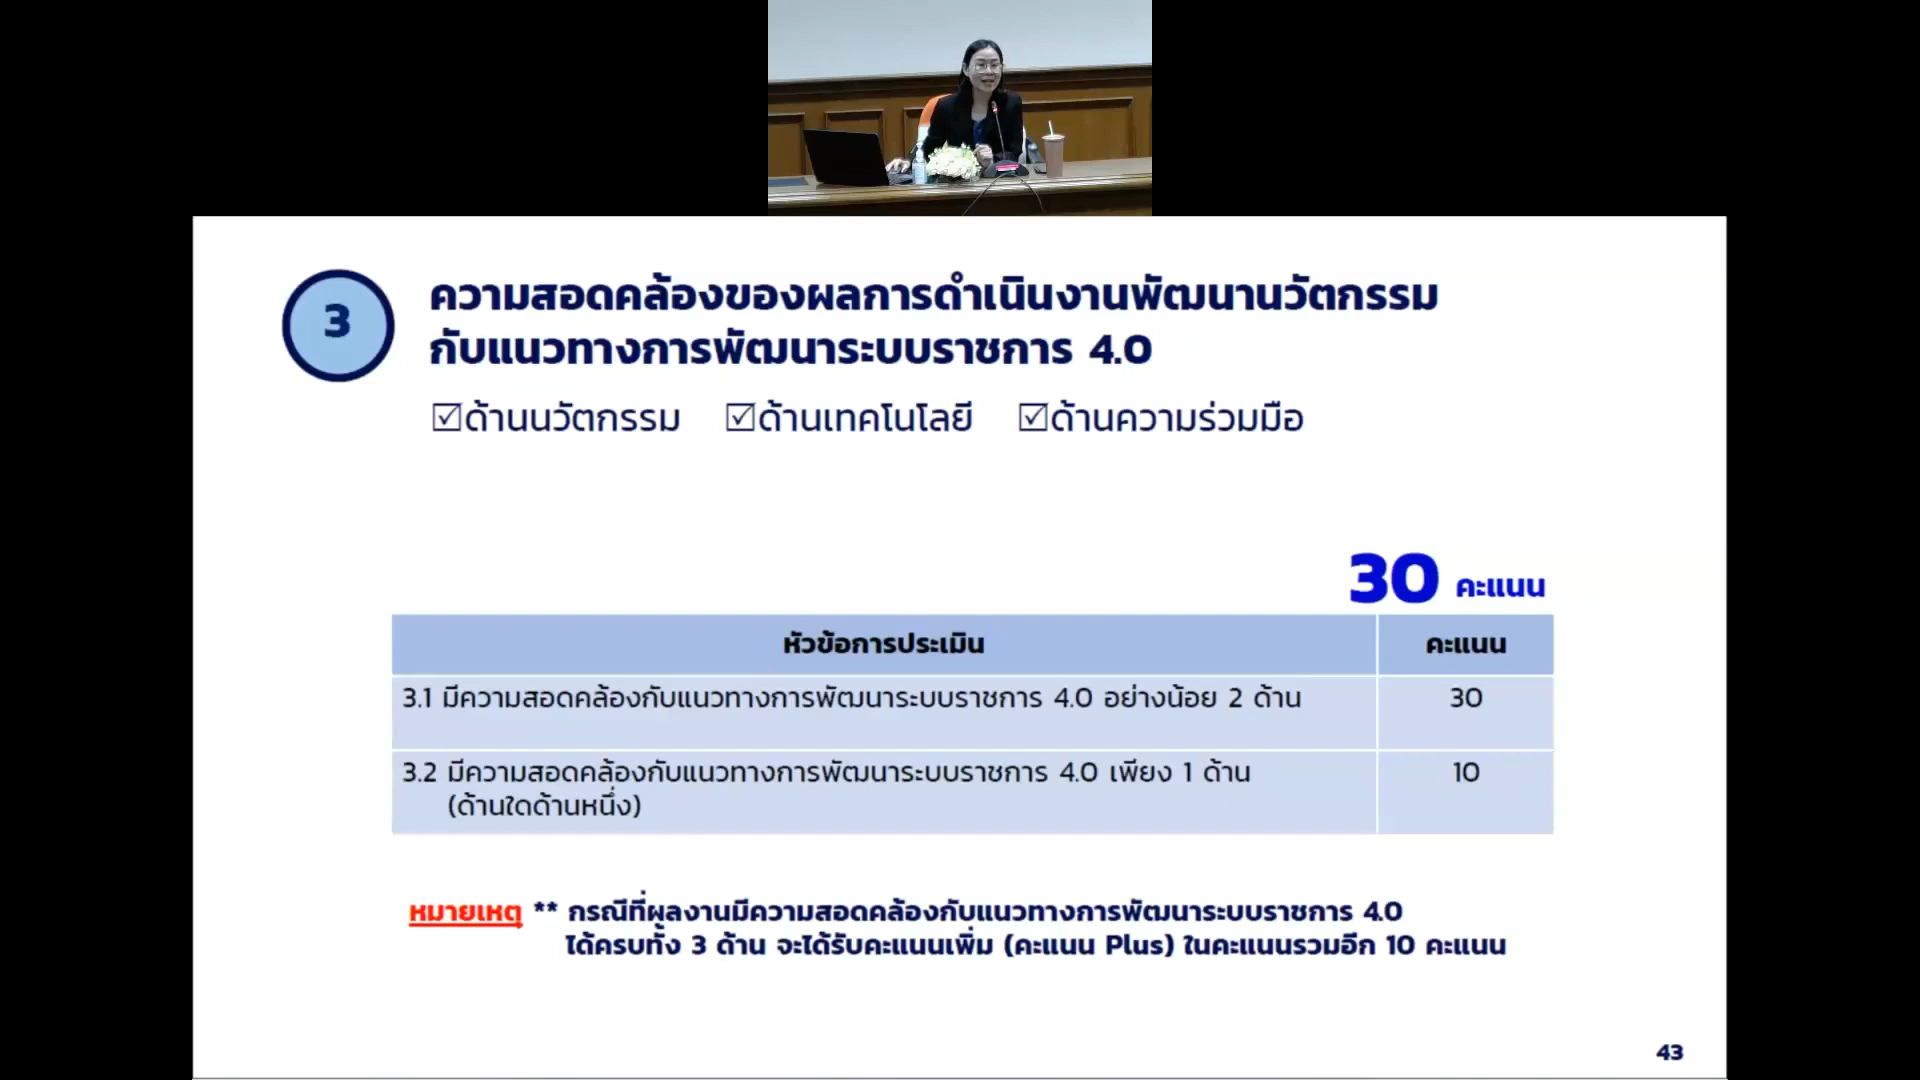 3
ความสอดคล้องของผลการดำเนินงานพัฒนานวัตกรรม
กับแนวทางการพัฒนาระบบราชการ 4.0
☑ด้านนวัตกรรม ☑ด้านเทคโนโลยี ☑ด้านความร่วมมือ
30 คะแนน
หัวข้อการประเมิน คะแนน
3.1 มีความสอดคล้องกับแนวทางการพัฒนาระบบราชการ 4.0 อย่างน้อย 2 ด้าน 30
3.2 มีความสอดคล้องกับแนวทางการพัฒนาระบบราชการ 4.0 เพียง 1 ด้าน 10
(ด้านใดด้านหนึ่ง)
หมายเหตุ ** กรณีที่ผลงานมีความสอดคล้องกับแนวทางการพัฒนาระบบราชการ 4.0
ได้ครบทั้ง 3 ด้าน จะได้รับคะแนนเพิ่ม (คะแนน Plus) ในคะแนนรวมอีก 10 คะแนน
43